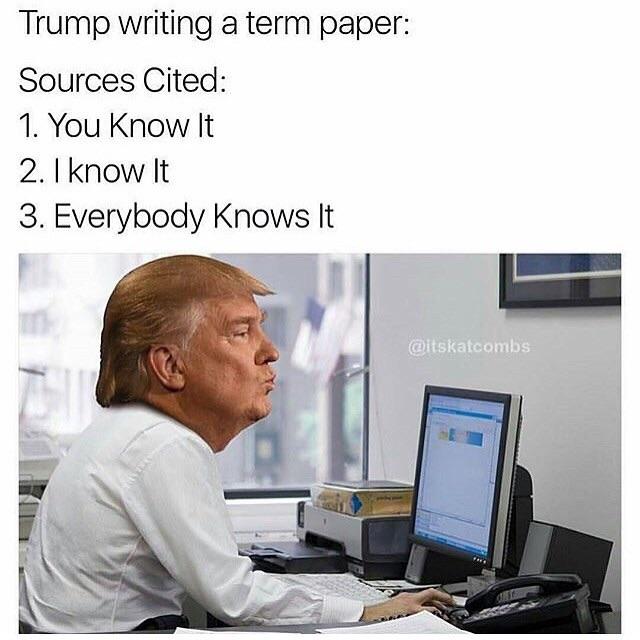 Trump writing a term paper:
Sources Cited:
1. You Know It
2. I know It
3. Everybody Knows It
@itskatcombs